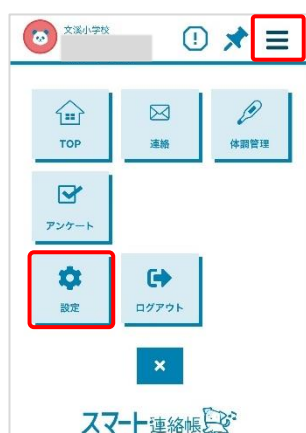 文溪小学校
TOP
連絡
体調管理
アンケート
設定
ログアウト
スマート連絡帳